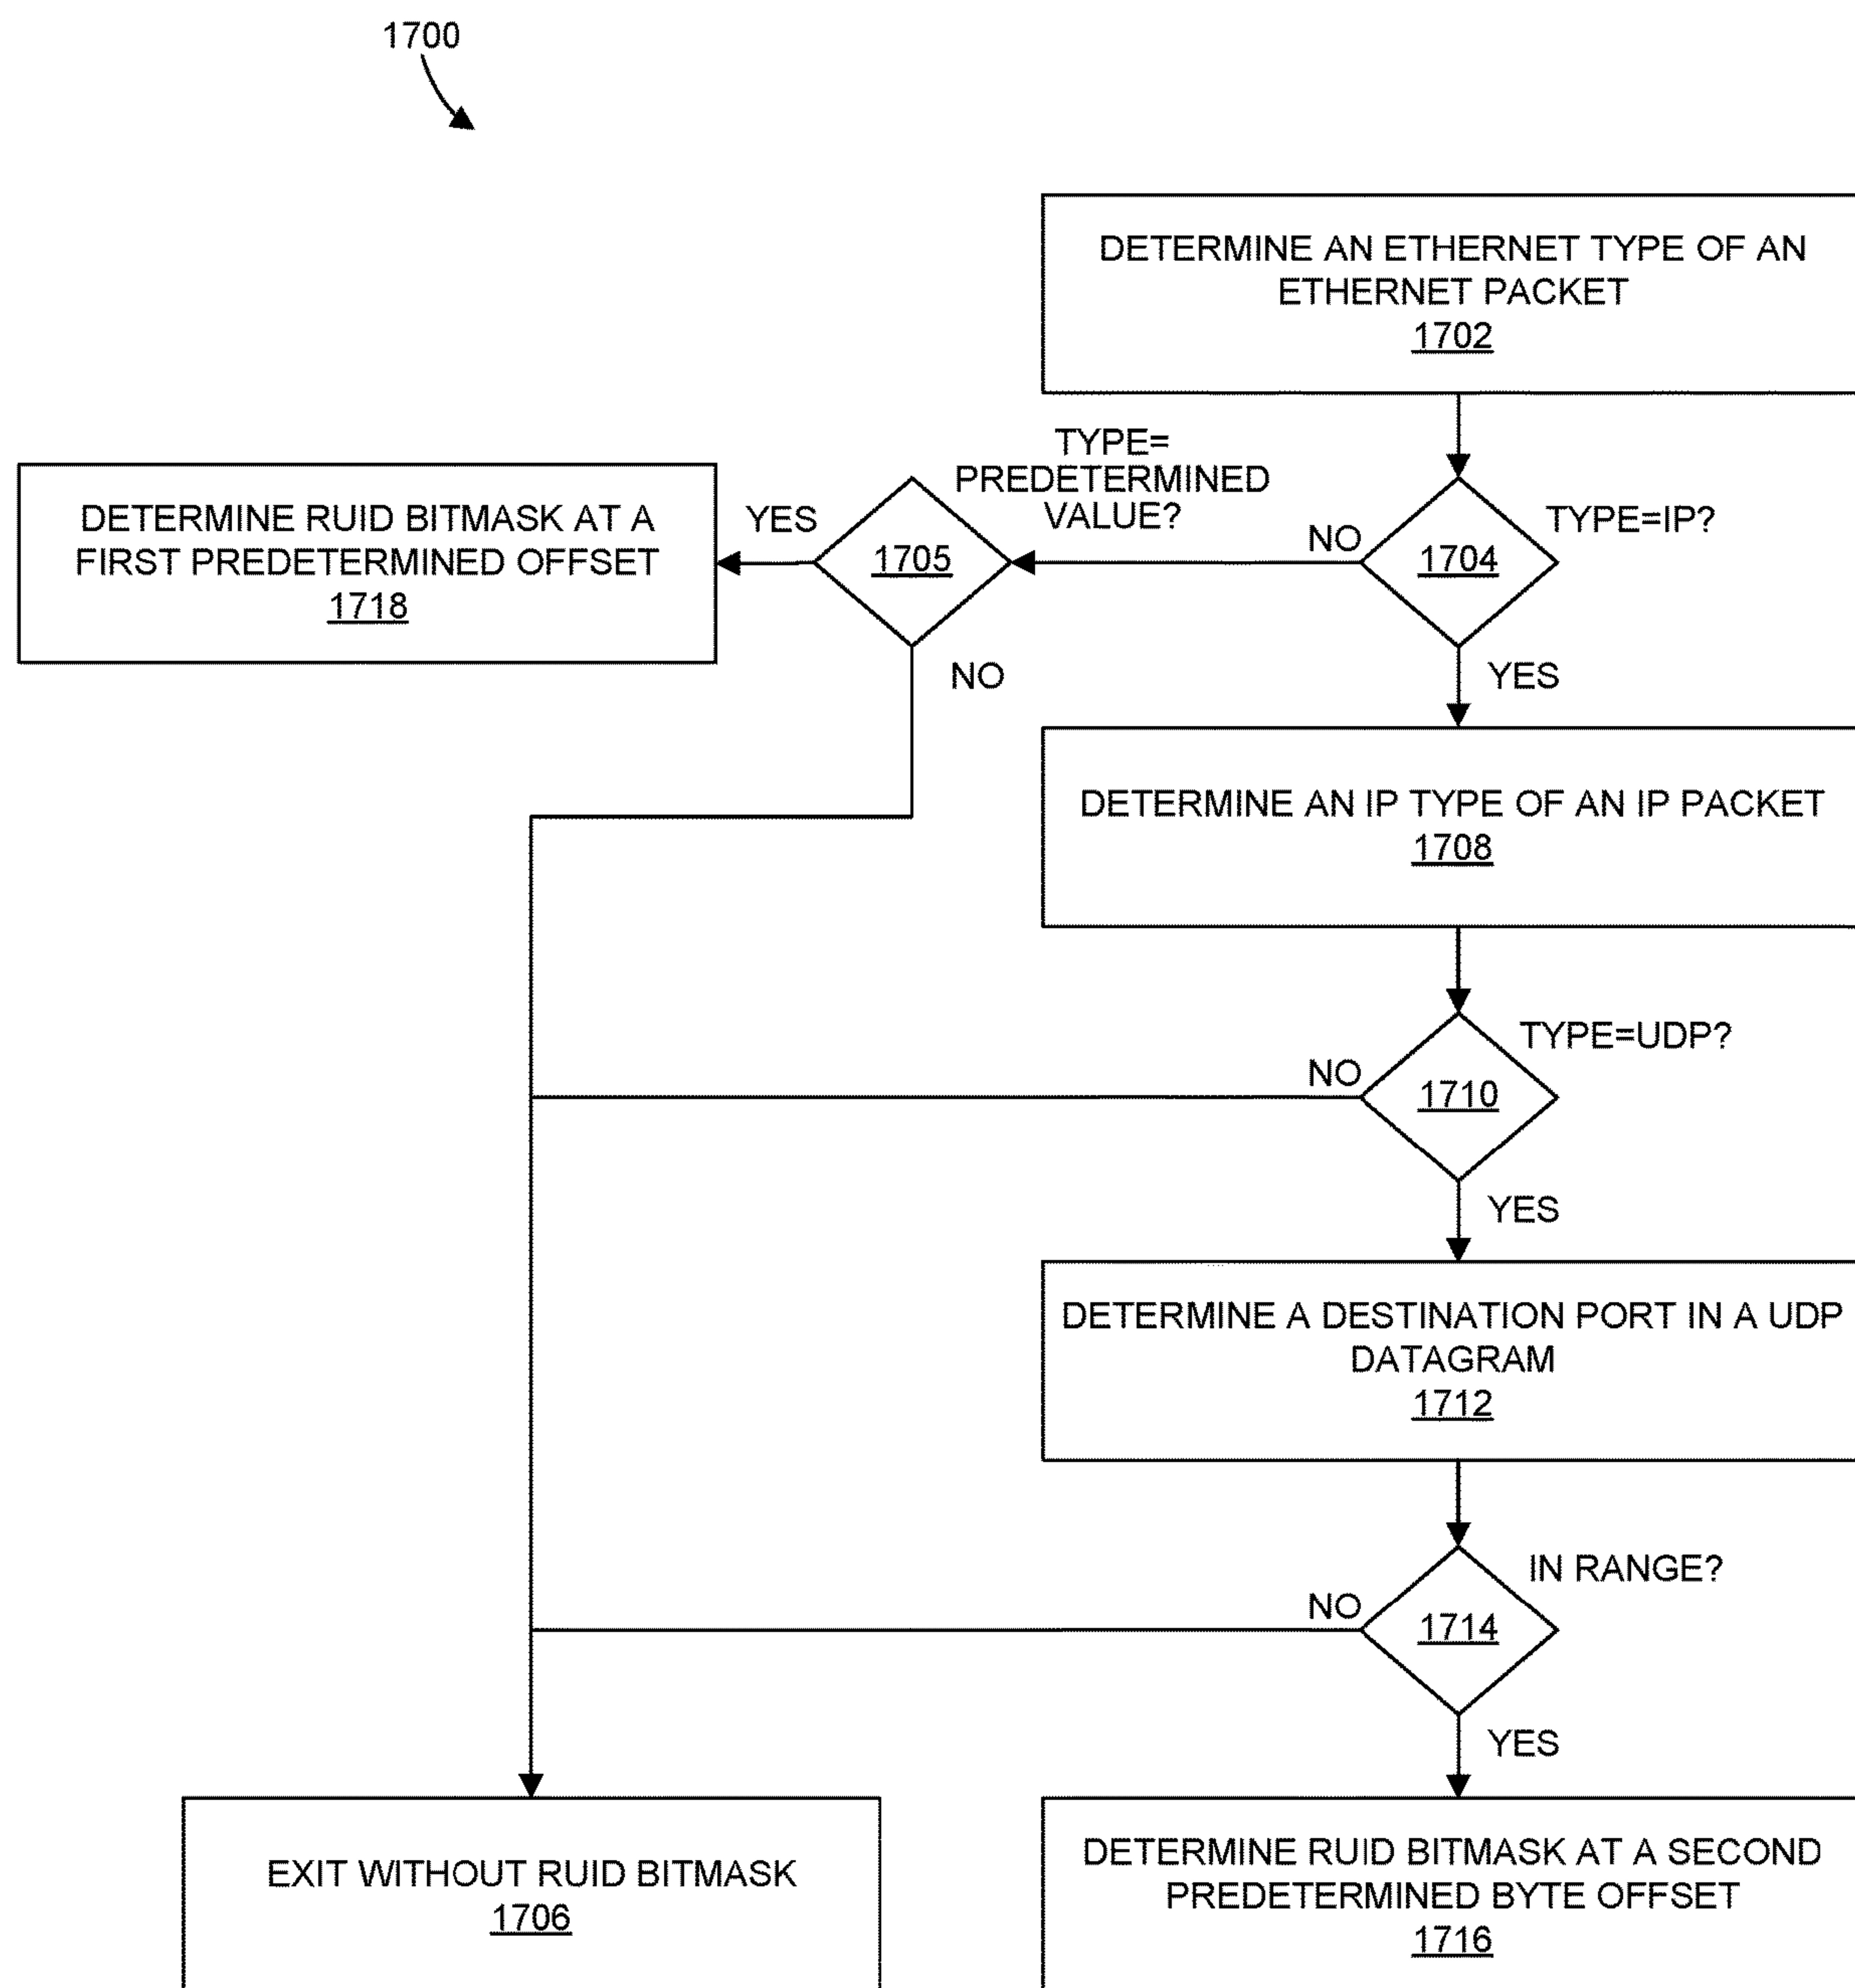 1700
DETERMINE AN ETHERNET TYPE OF AN
ETHERNET PACKET
1702
TYPE=
PREDETERMINED
VALUE?
DETERMINE RUID BITMASK AT A
FIRST PREDETERMINED OFFSET
1718
YES
1705
NO
TYPE=IP?
1704
NO
YES
DETERMINE AN IP TYPE OF AN IP PACKET
1708
TYPE=UDP?
NO
1710
YES
DETERMINE A DESTINATION PORT IN A UDP
DATAGRAM
1712
IN RANGE?
NO
1714
YES
EXIT WITHOUT RUID BITMASK
1706
DETERMINE RUID BITMASK AT A SECOND
PREDETERMINED BYTE OFFSET
1716